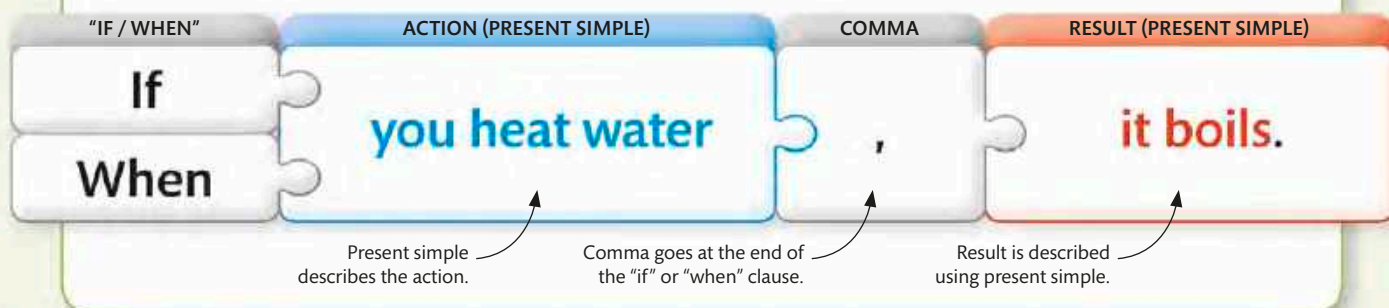 "IF / WHEN"
ACTION (PRESENT SIMPLE)
COMMA
RESULT (PRESENT SIMPLE)
If
When
you heat water
,
it boils.
Present simple
describes the action.
Comma goes at the end of
the "if" or "when" clause.
Result is described
using present simple.